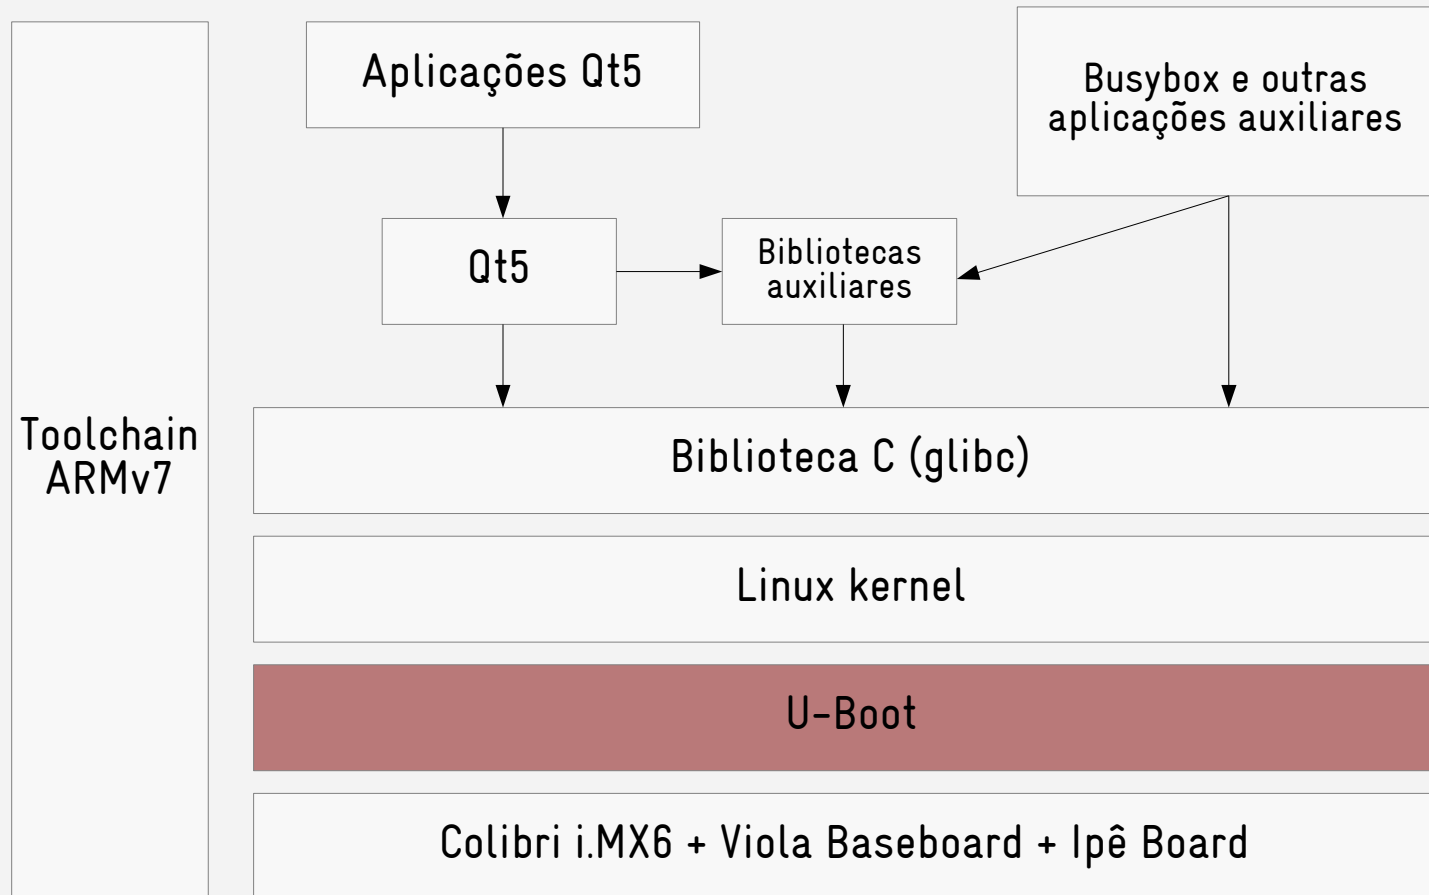 Aplicações Qt5
Busybox e outras
aplicações auxiliares
Qt5
Bibliotecas
auxiliares
Toolchain
ARMv7
Biblioteca C (glibc)
Linux kernel
U-Boot
Colibri i.MX6 + Viola Baseboard + Ipê Board